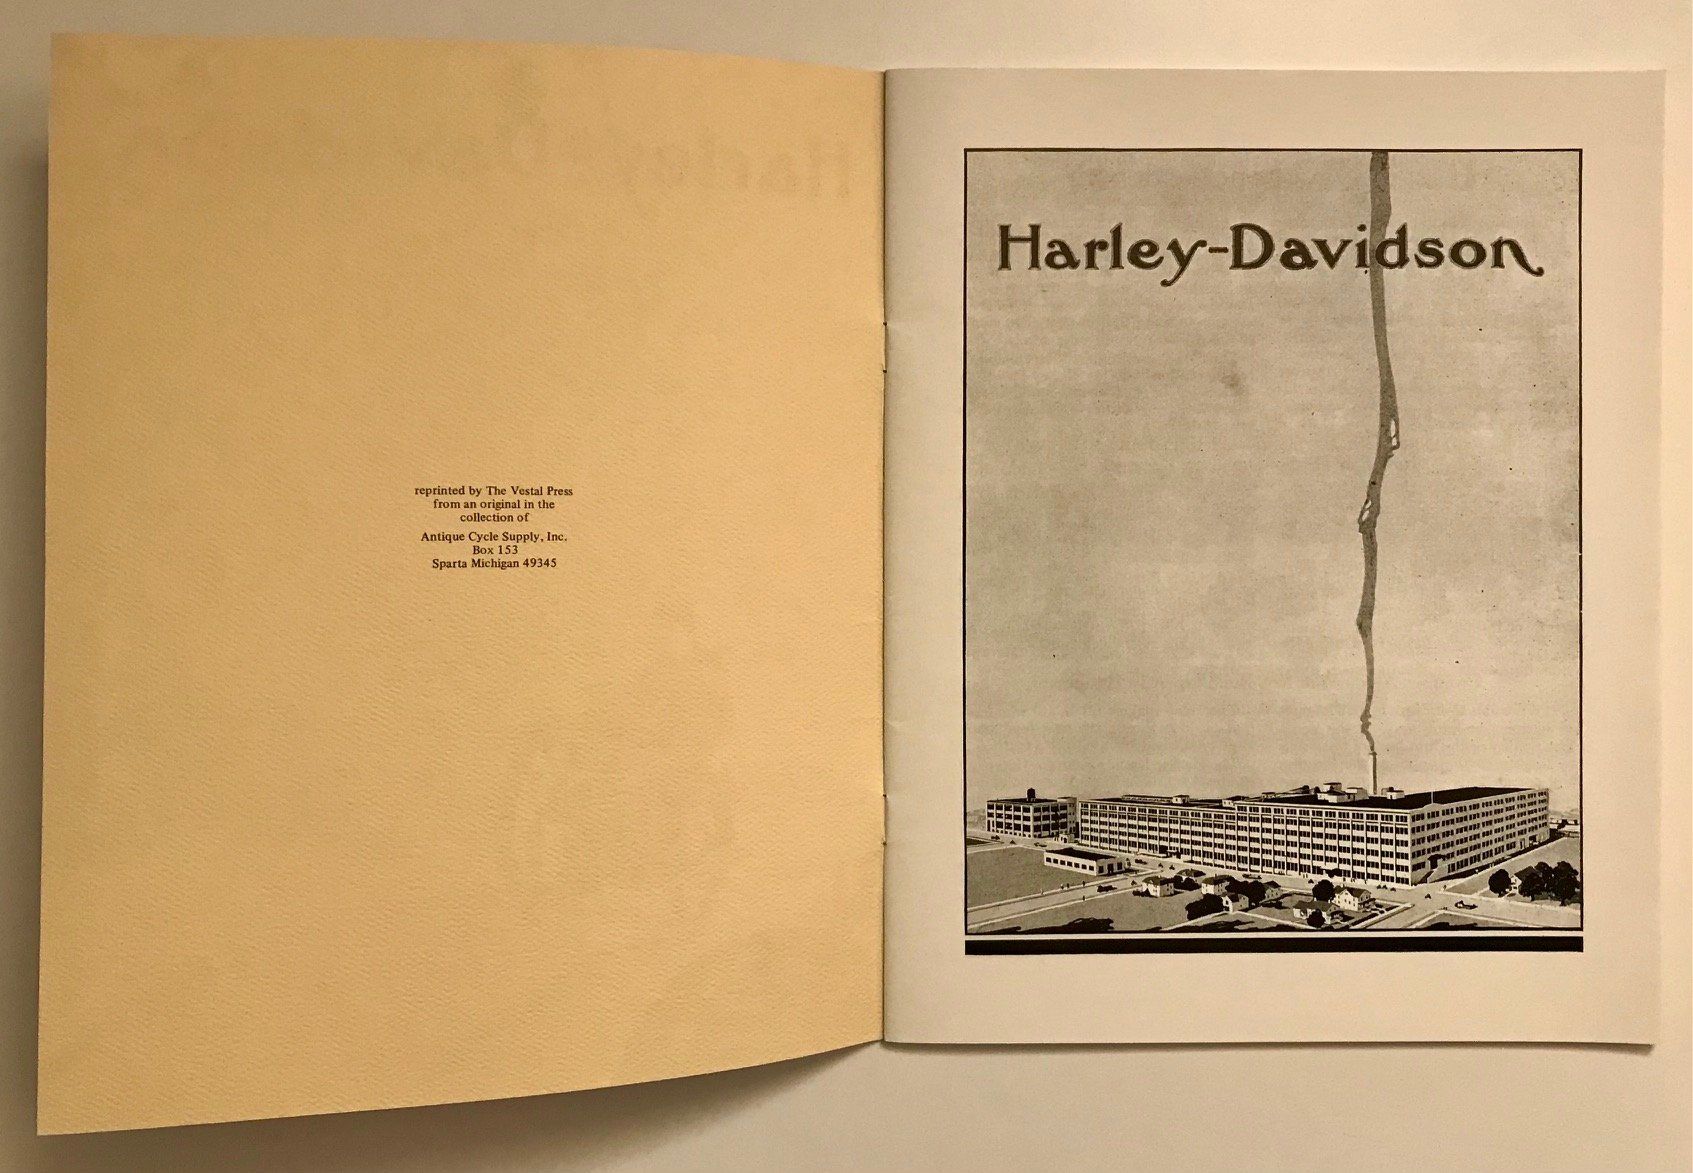 reprinted by The Vestal Press
from an original in the
collection of
Antique Cycle Supply, Inc.
Box 153
Sparta Michigan 49345
Harley-Davidson